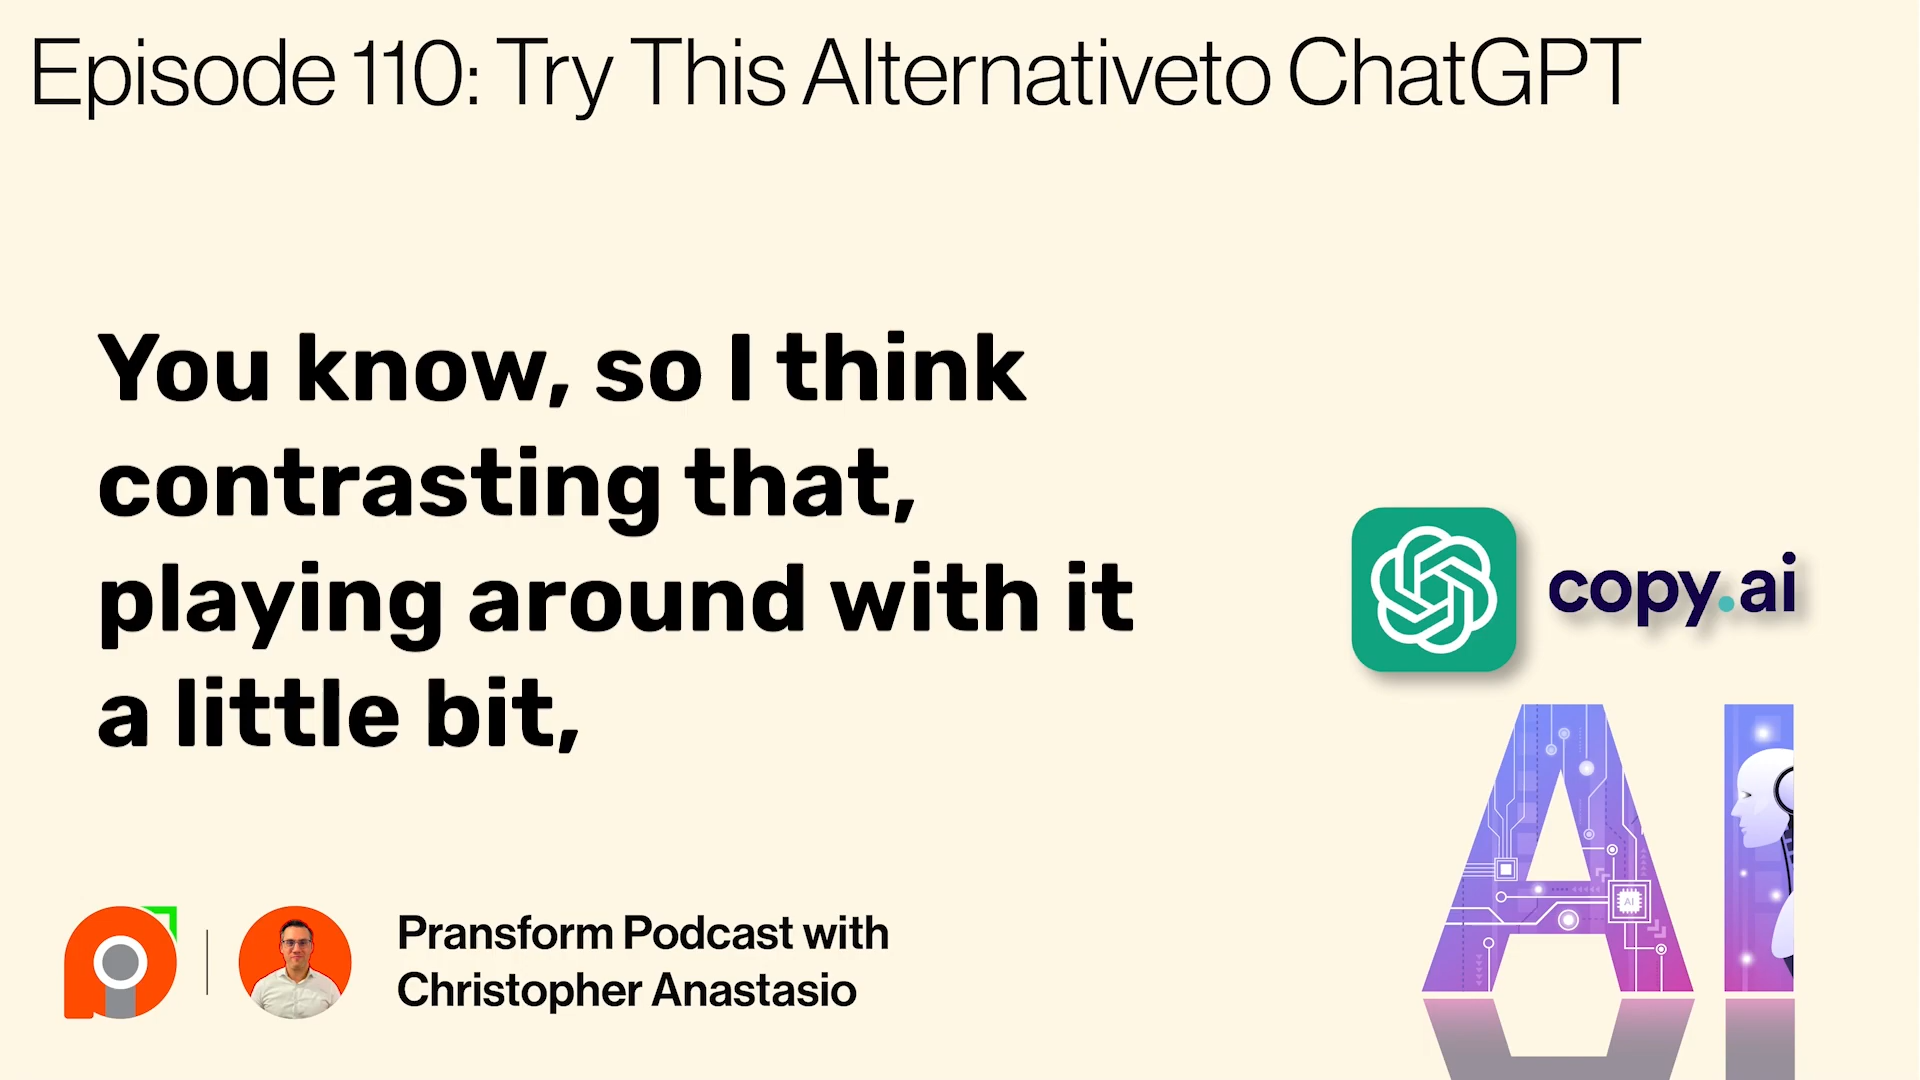 Episode 110: Try This Alternativeto ChatGPT
You know, so I think
contrasting that,
playing around with it
a little bit,
copy.ai
AI
AI
Pransform Podcast with
Christopher Anastasio